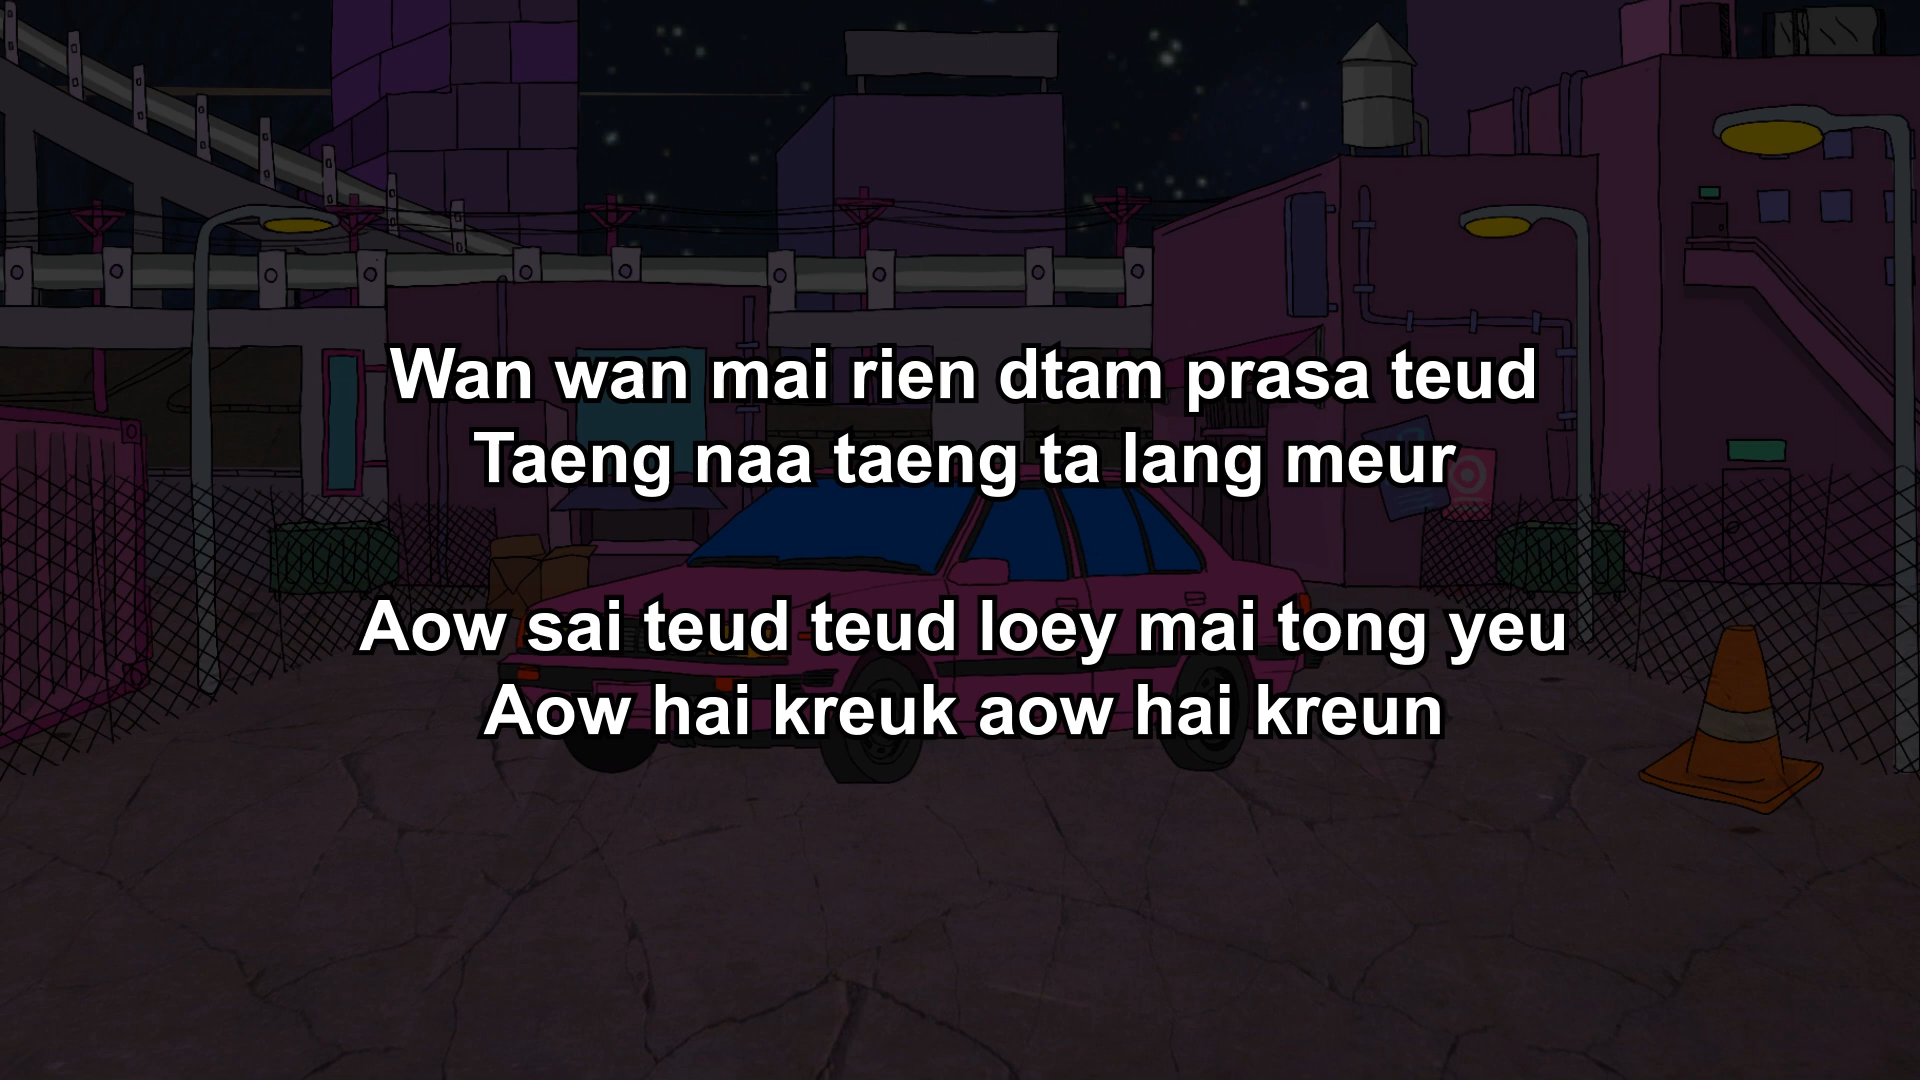 Wan wan mai rien dtam prasa teud
Taeng naa taeng ta lang meur
Aow sai teud teud loey mai tong yeu
Aow hai kreuk aow hai kreun